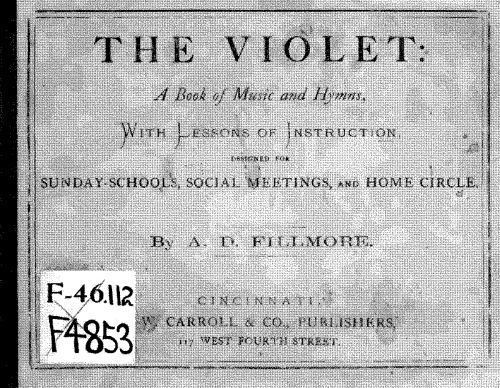 THE VIOLET:
A Book of Music and Hymns,
WITH LESSONS OF INSTRUCTION,
DESIGNED FOR
SUNDAY-SCHOOLS, SOCIAL MEETINGS, AND HOME CIRCLE.
By A. D. FILLMORE.
CINCINNATI,
W. CARROLL & CO., PUBLISHERS,
117 WEST FOURTH STREET.
F-46.112
F4853